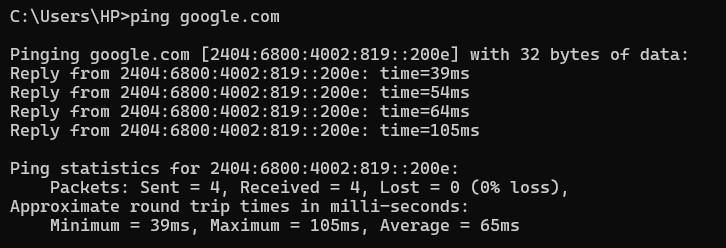 C:\Users\HP>ping google.com
Pinging google.com [2404:6800:4002:819::200e] with 32 bytes of data:
Reply from 2404:6800:4002:819::200e: time=39ms
Reply from 2404:6800:4002:819::200e: time=54ms
Reply from 2404:6800:4002:819::200e: time=64ms
Reply from 2404:6800:4002:819::200e: time=105ms
Ping statistics for 2404:6800:4002:819::200e:
    Packets: Sent = 4, Received = 4, Lost = 0 (0% loss),
Approximate round trip times in milli-seconds:
    Minimum = 39ms, Maximum = 105ms, Average = 65ms